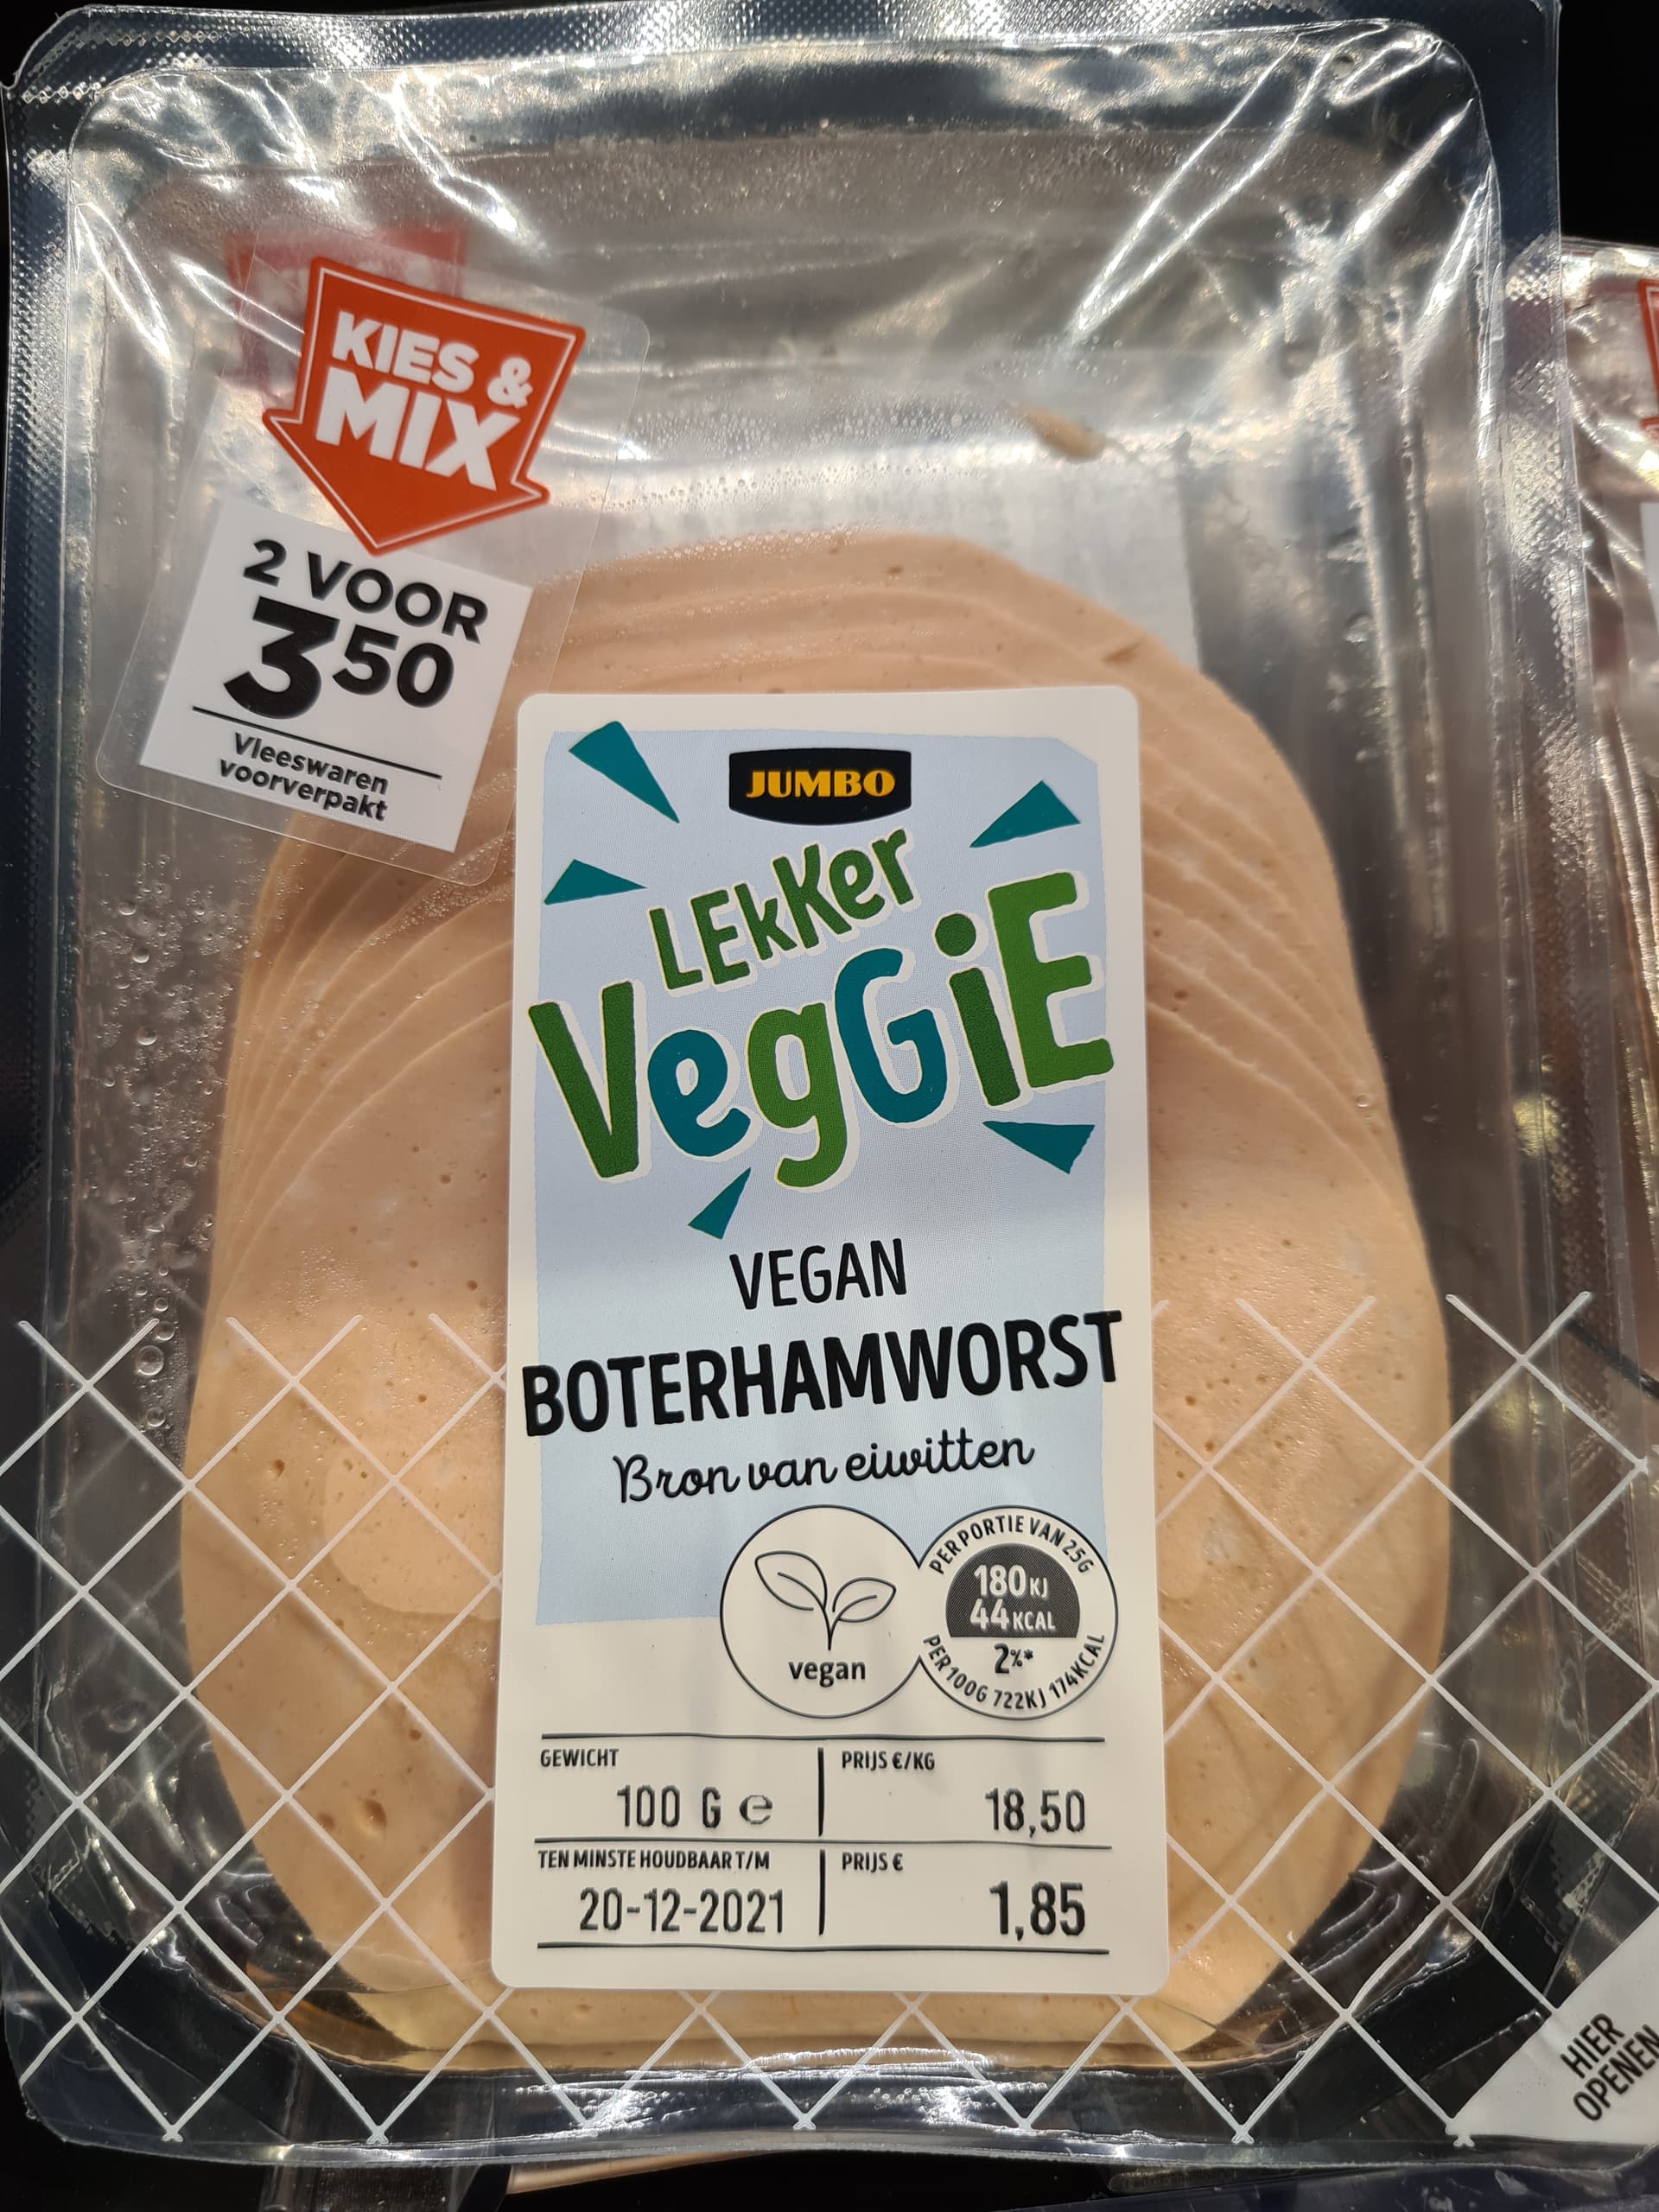 KIES &
MIX
2 VOOR
350
Vleeswaren
voorverpakt
JUMBO
LEkKer
VegGiE
VEGAN
BOTERHAMWORST
Bron van eiwitten
vegan
PER PORTIE VAN 25G
180KJ
44KCAL
2%*
PER 100G 722KJ 174KCAL
GEWICHT
100 G e
PRIJS €/KG
18,50
TEN MINSTE HOUDBAAR T/M
20-12-2021
PRIJS €
1,85
HIER
OPENEN